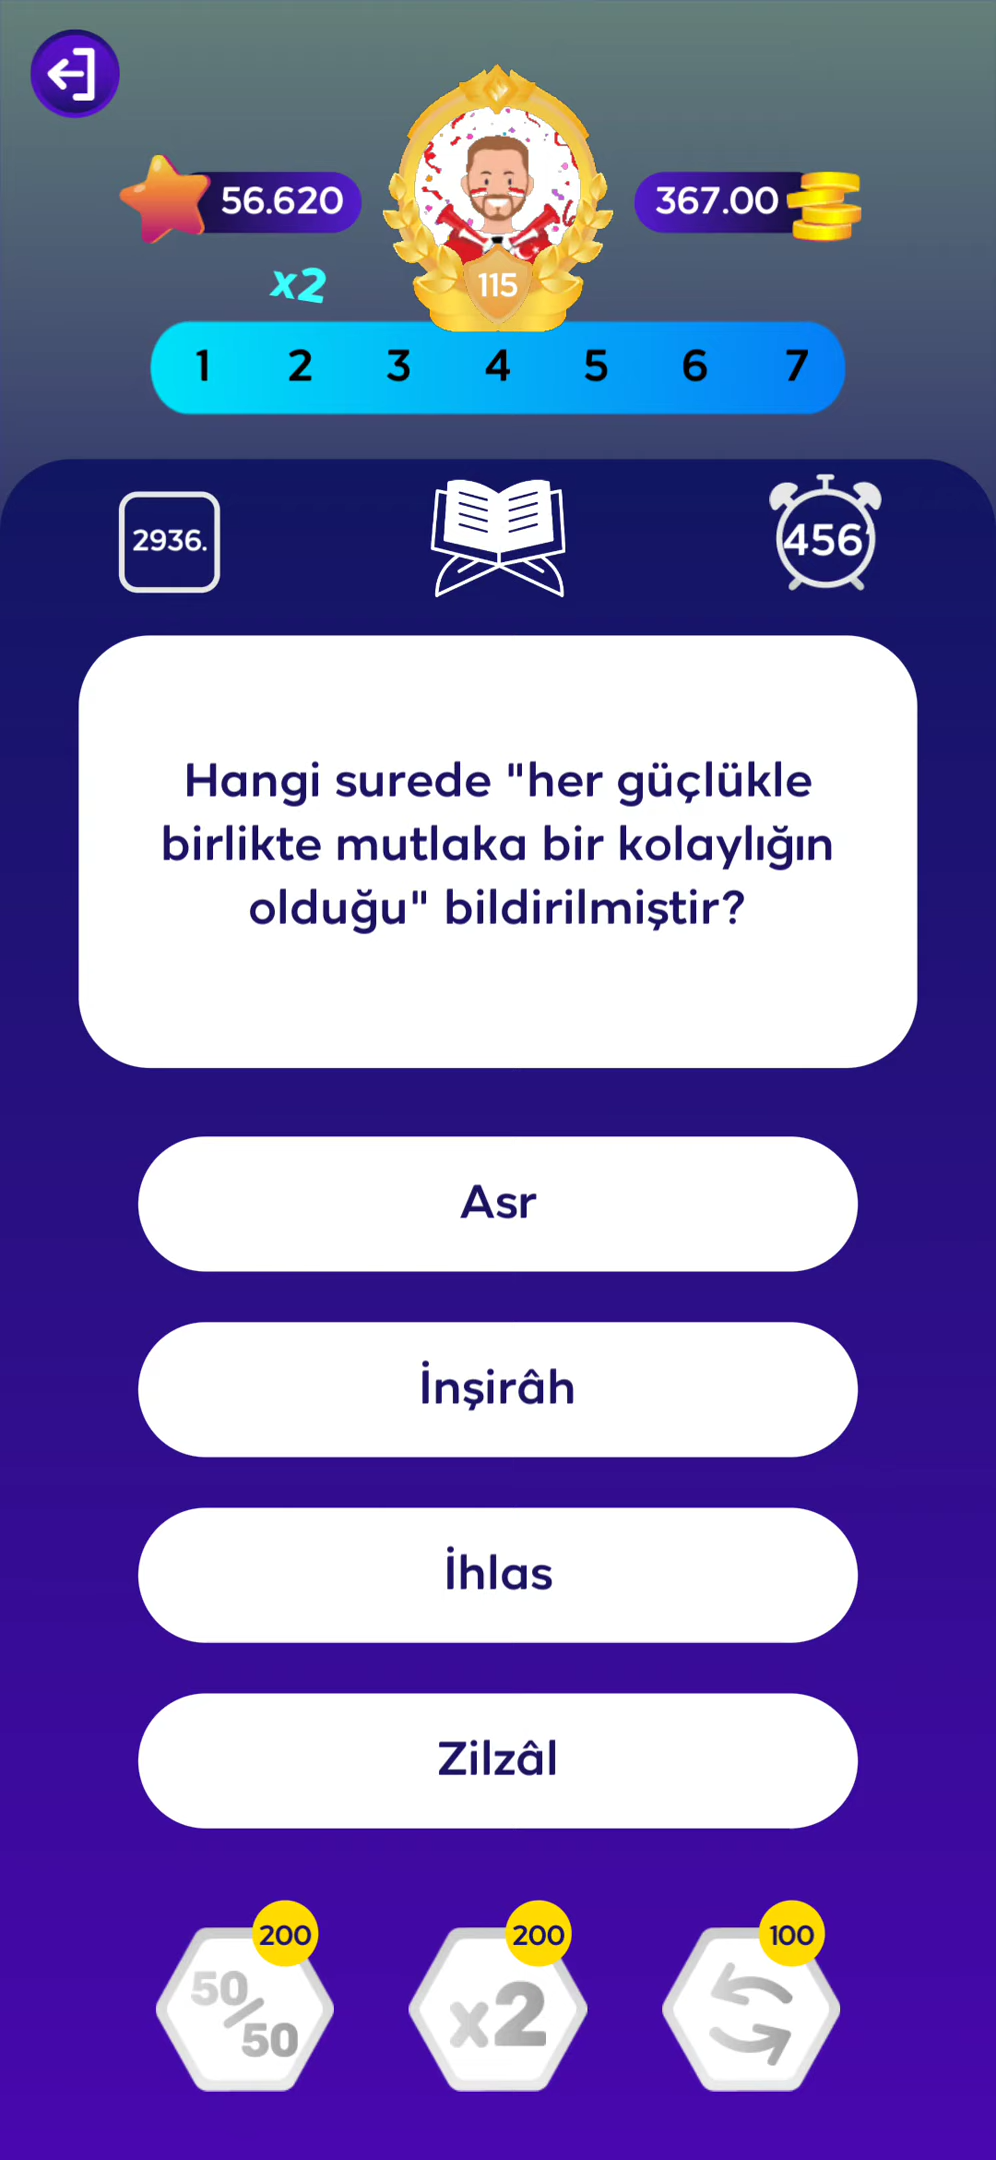 56.620
367.00
115
x2
1 2 3 4 5 6 7
2936.
456
Hangi surede "her güçlükle
birlikte mutlaka bir kolaylığın
olduğu" bildirilmiştir?
Asr
İnşirâh
İhlas
Zilzâl
200
200
100
50/50
x2